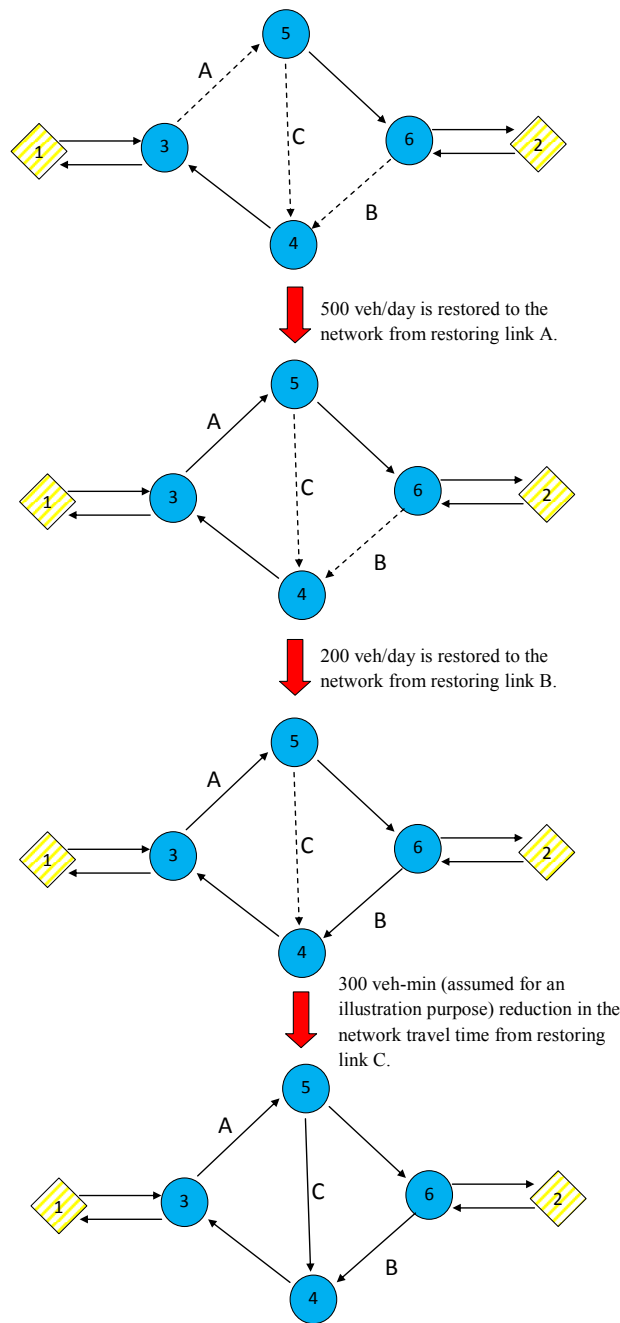 5
A
1
3
C
6
2
B
4
500 veh/day is restored to the
network from restoring link A.
5
A
1
3
C
6
2
B
4
200 veh/day is restored to the
network from restoring link B.
5
A
1
3
C
6
2
B
4
300 veh-min (assumed for an
illustration purpose) reduction in the
network travel time from restoring
link C.
5
A
1
3
C
6
2
B
4